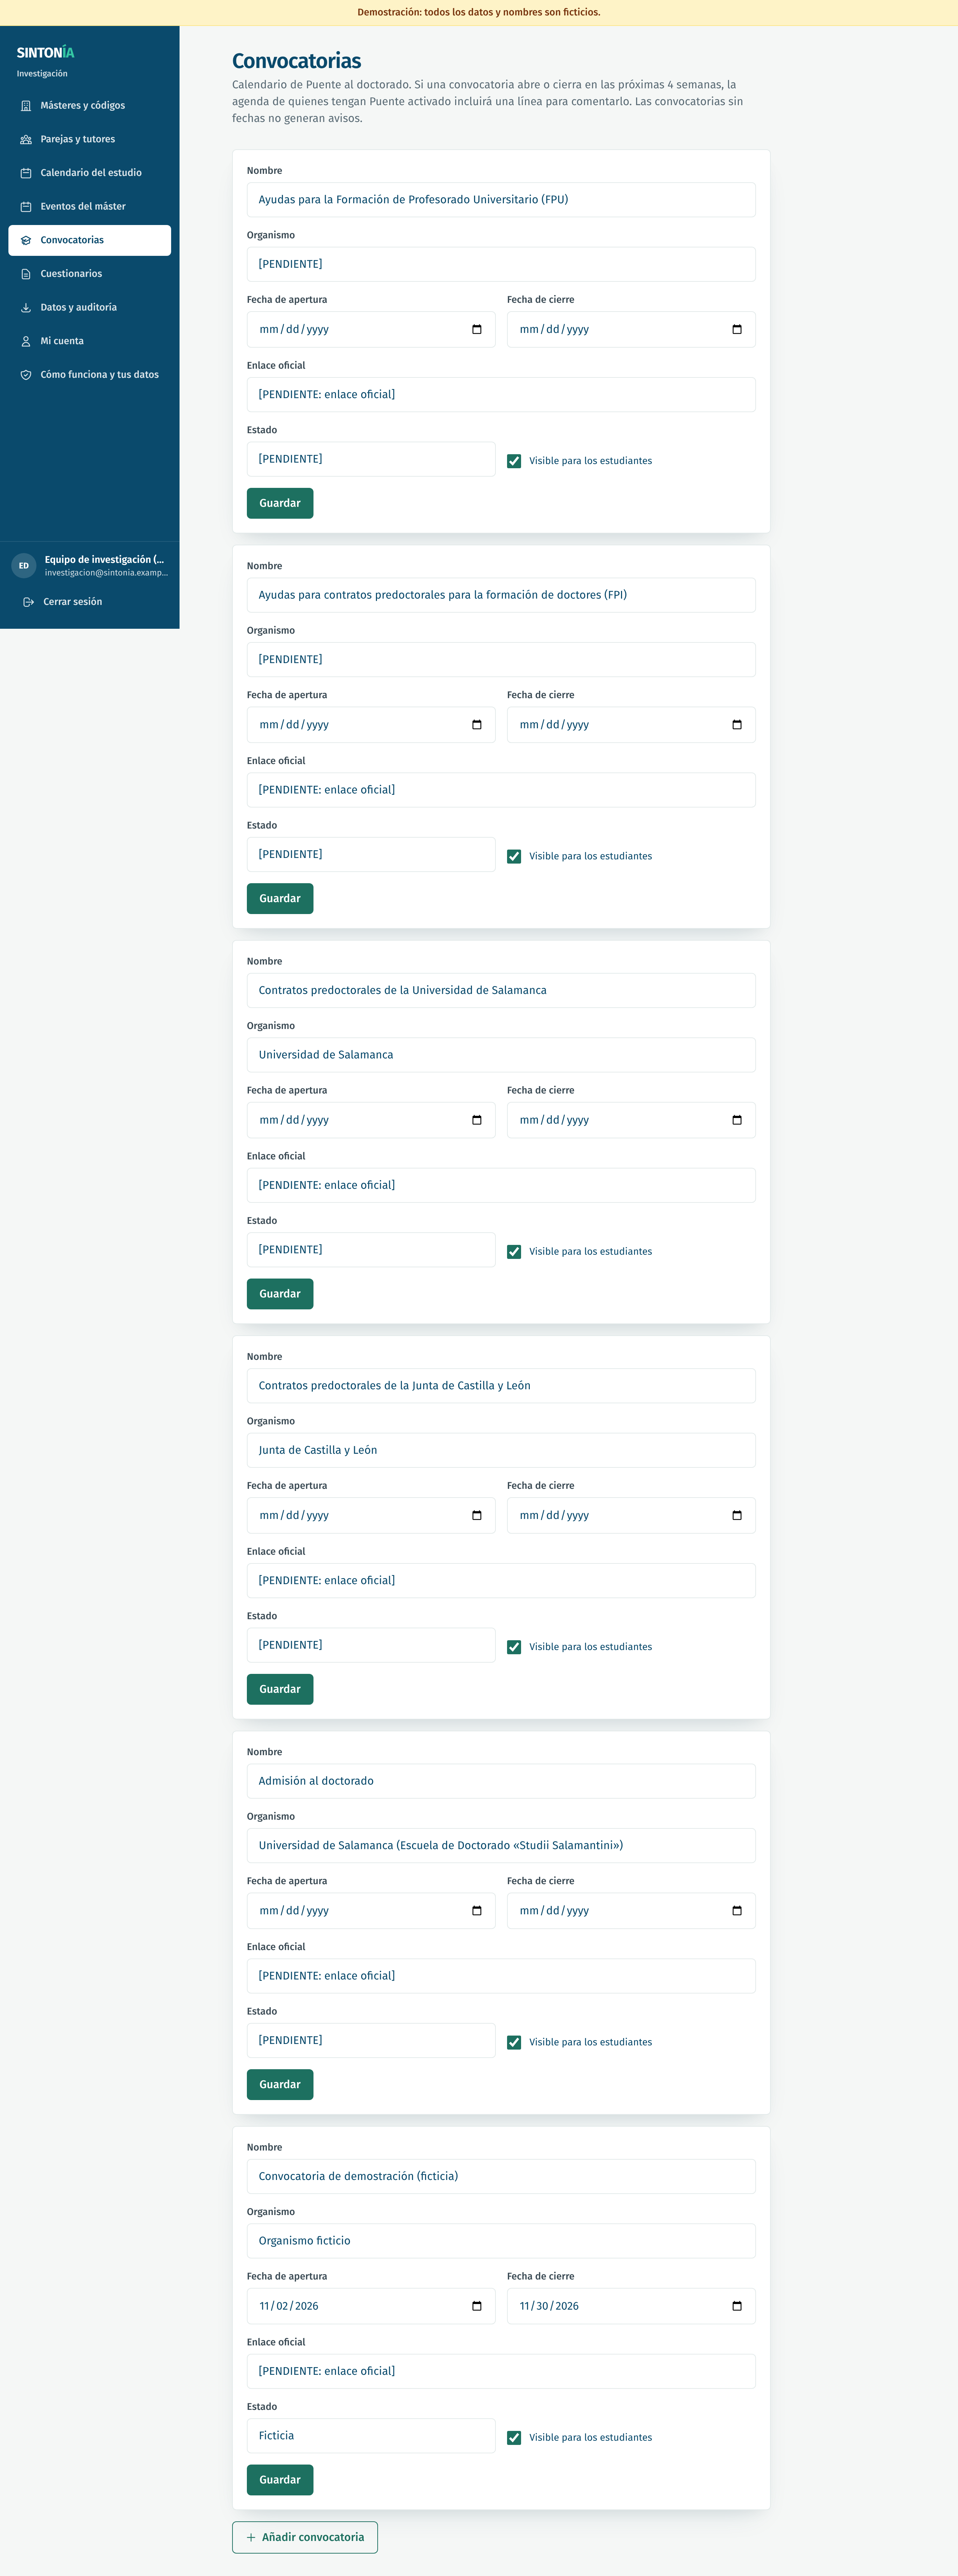 Demostración: todos los datos y nombres son ficticios.
SINTONÍA
Investigación
Másteres y códigos
Parejas y tutores
Calendario del estudio
Eventos del máster
Convocatorias
Cuestionarios
Datos y auditoría
Mi cuenta
Cómo funciona y tus datos
ED
Equipo de investigación (...
investigacion@sintonia.examp...
Cerrar sesión
Convocatorias
Calendario de Puente al doctorado. Si una convocatoria abre o cierra en las próximas 4 semanas, la
agenda de quienes tengan Puente activado incluirá una línea para comentarlo. Las convocatorias sin
fechas no generan avisos.
Nombre
Ayudas para la Formación de Profesorado Universitario (FPU)
Organismo
[PENDIENTE]
Fecha de apertura
Fecha de cierre
mm/dd/yyyy
mm/dd/yyyy
Enlace oficial
[PENDIENTE: enlace oficial]
Estado
[PENDIENTE]
Visible para los estudiantes
Guardar
Nombre
Ayudas para contratos predoctorales para la formación de doctores (FPI)
Organismo
[PENDIENTE]
Fecha de apertura
Fecha de cierre
mm/dd/yyyy
mm/dd/yyyy
Enlace oficial
[PENDIENTE: enlace oficial]
Estado
[PENDIENTE]
Visible para los estudiantes
Guardar
Nombre
Contratos predoctorales de la Universidad de Salamanca
Organismo
Universidad de Salamanca
Fecha de apertura
Fecha de cierre
mm/dd/yyyy
mm/dd/yyyy
Enlace oficial
[PENDIENTE: enlace oficial]
Estado
[PENDIENTE]
Visible para los estudiantes
Guardar
Nombre
Contratos predoctorales de la Junta de Castilla y León
Organismo
Junta de Castilla y León
Fecha de apertura
Fecha de cierre
mm/dd/yyyy
mm/dd/yyyy
Enlace oficial
[PENDIENTE: enlace oficial]
Estado
[PENDIENTE]
Visible para los estudiantes
Guardar
Nombre
Admisión al doctorado
Organismo
Universidad de Salamanca (Escuela de Doctorado «Studii Salamantini»)
Fecha de apertura
Fecha de cierre
mm/dd/yyyy
mm/dd/yyyy
Enlace oficial
[PENDIENTE: enlace oficial]
Estado
[PENDIENTE]
Visible para los estudiantes
Guardar
Nombre
Convocatoria de demostración (ficticia)
Organismo
Organismo ficticio
Fecha de apertura
Fecha de cierre
11/02/2026
11/30/2026
Enlace oficial
[PENDIENTE: enlace oficial]
Estado
Ficticia
Visible para los estudiantes
Guardar
+ Añadir convocatoria